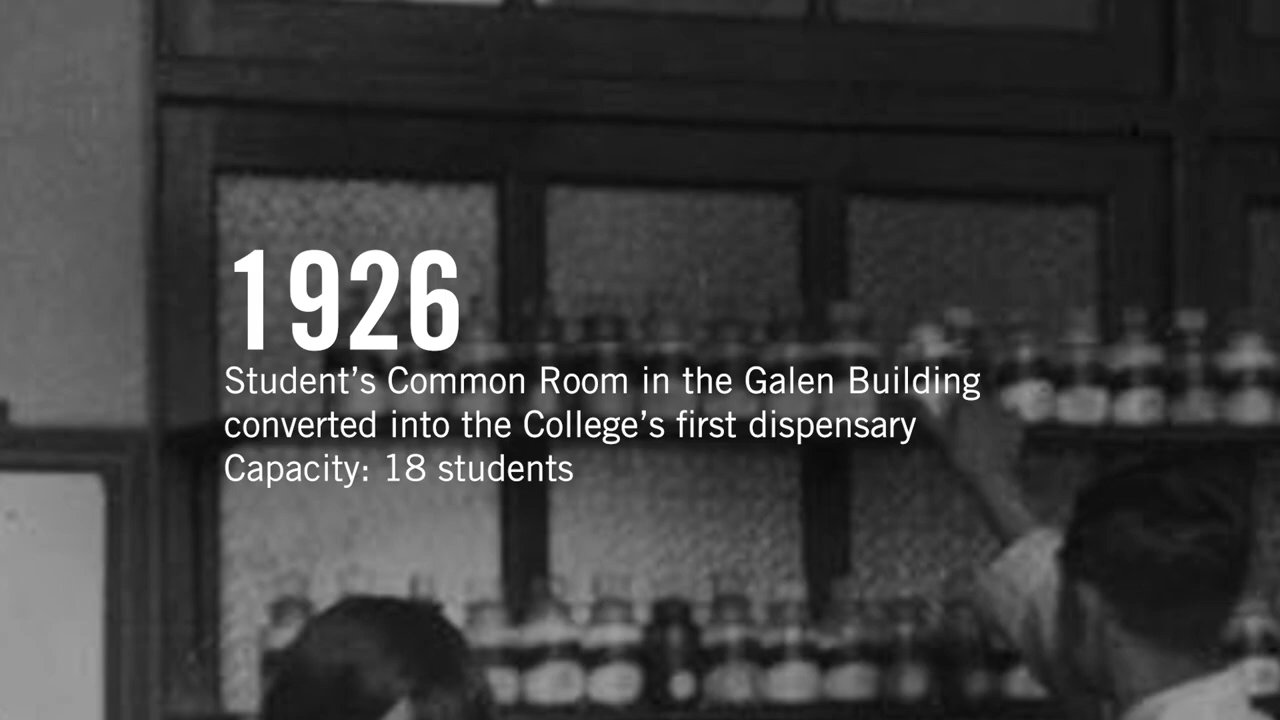 1926
Student’s Common Room in the Galen Building
converted into the College’s first dispensary
Capacity: 18 students